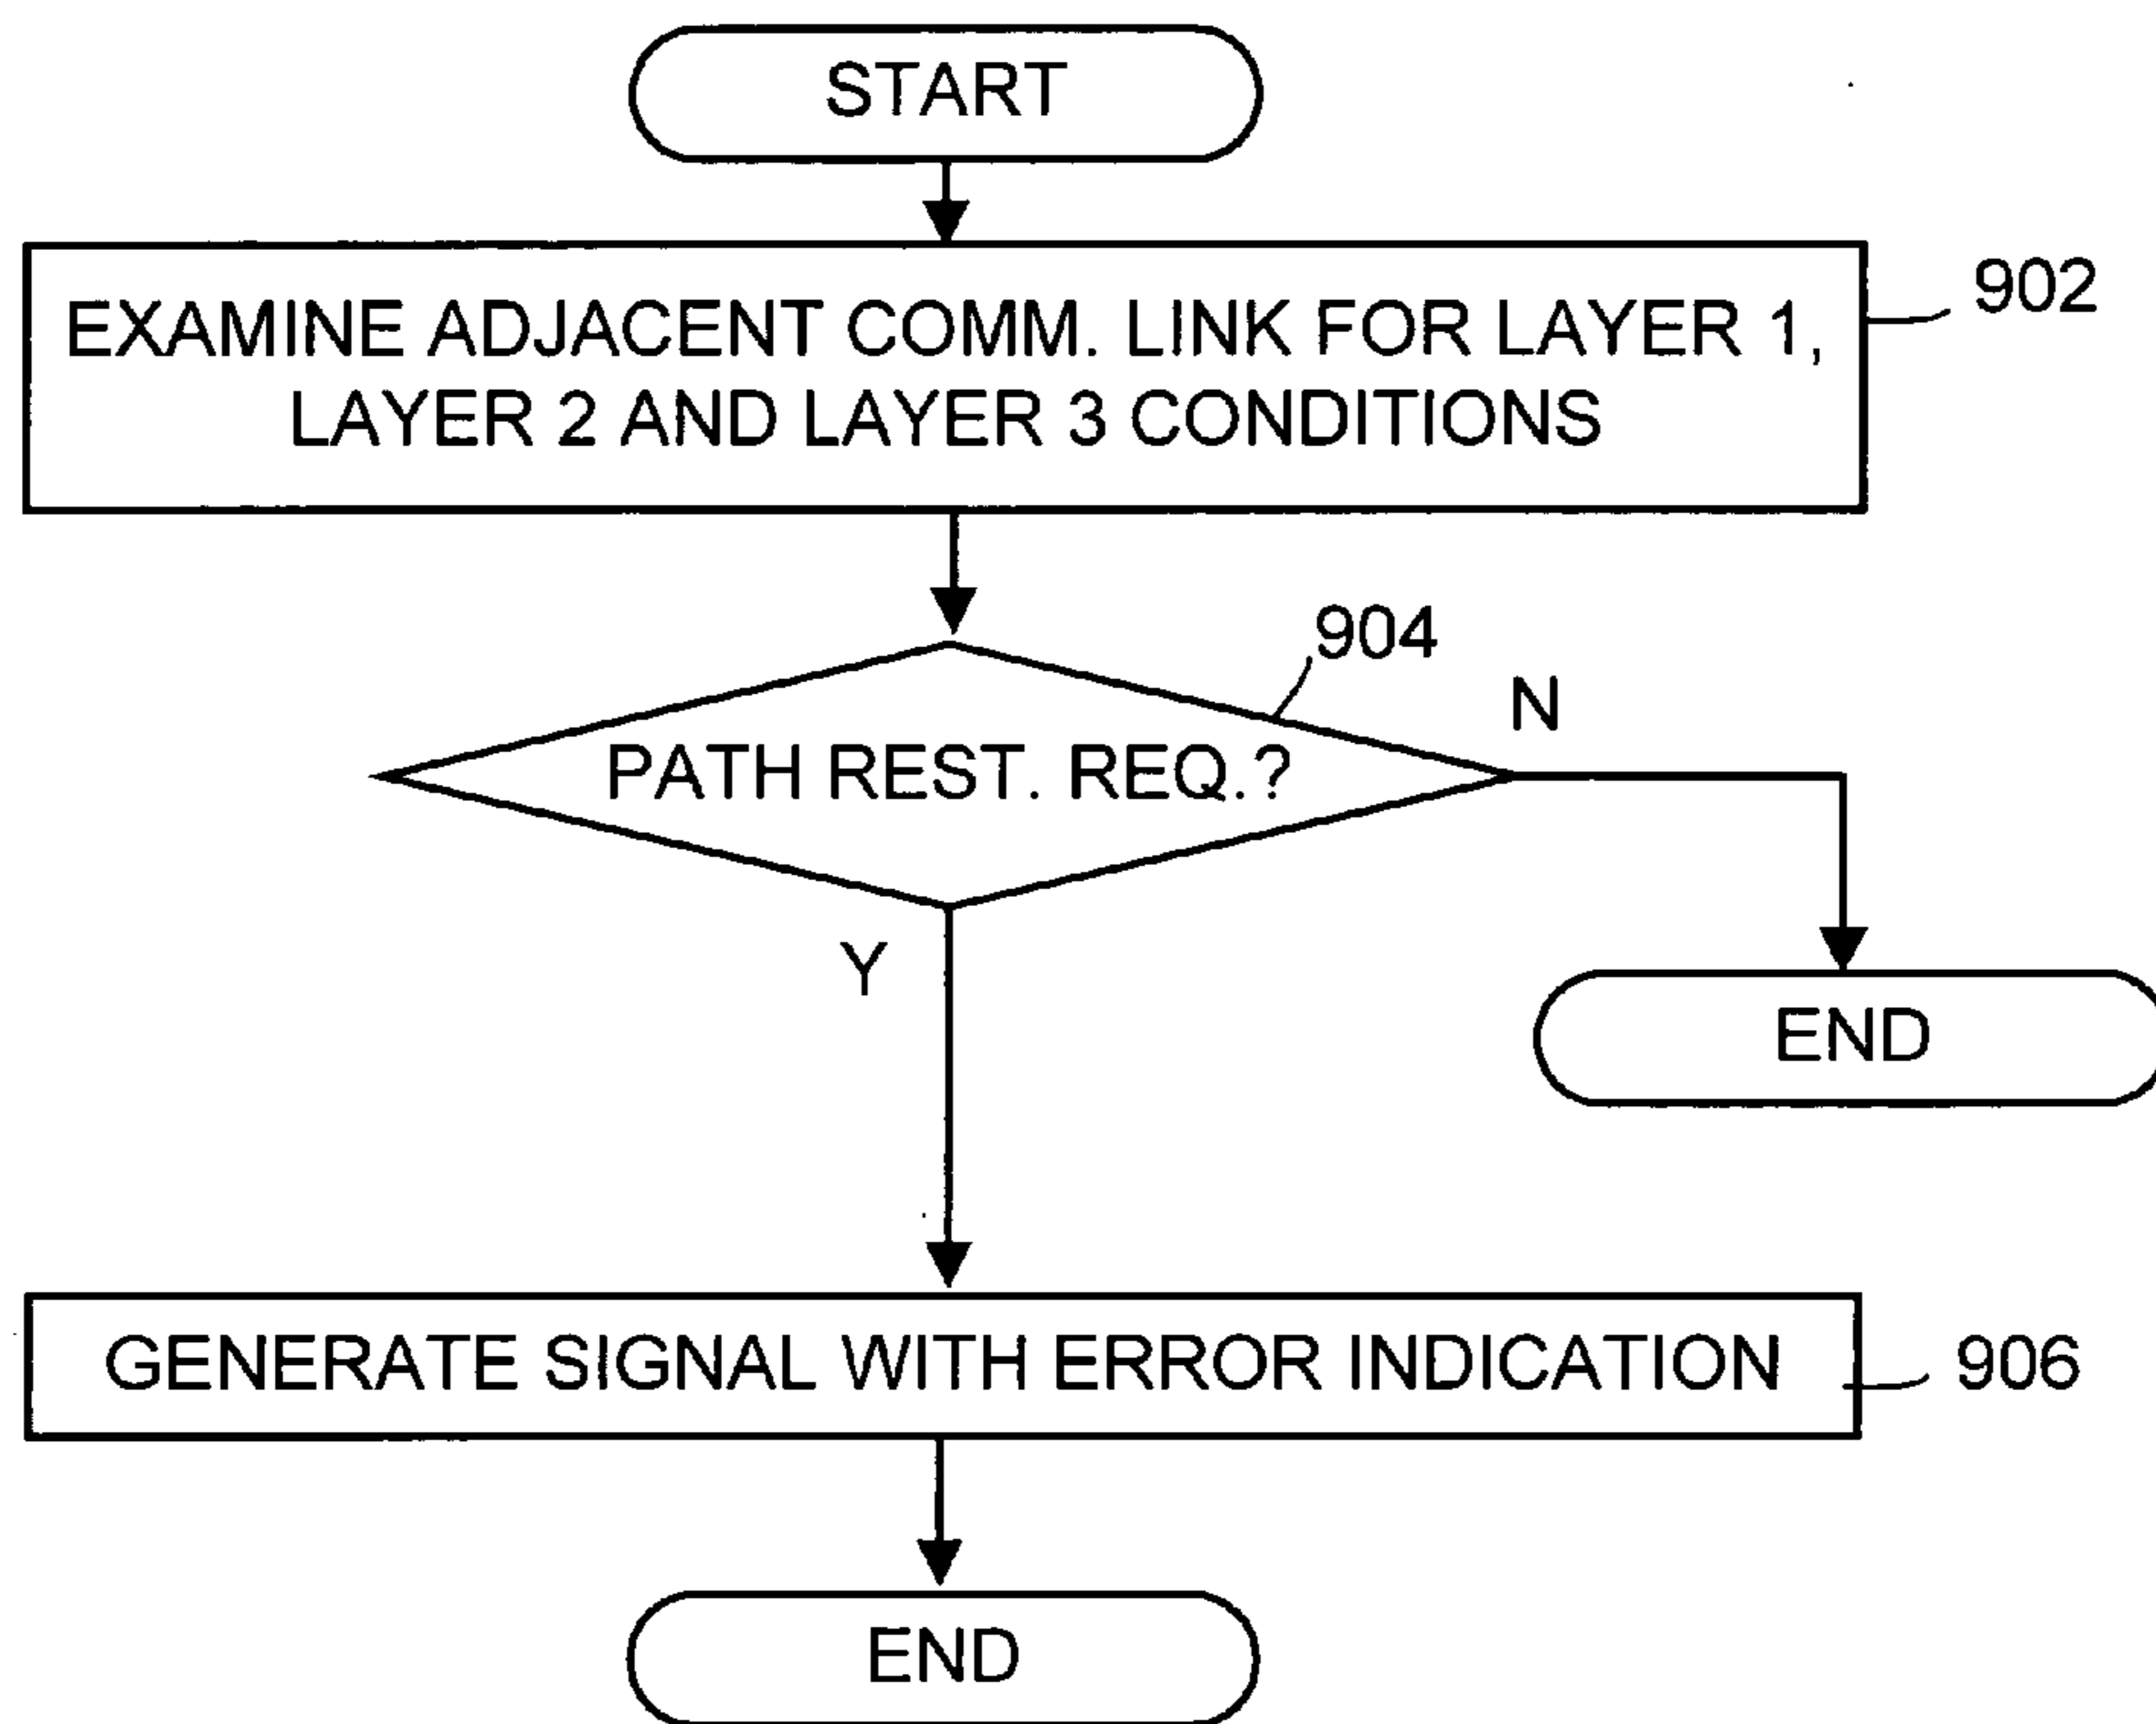 START
EXAMINE ADJACENT COMM. LINK FOR LAYER 1,
LAYER 2 AND LAYER 3 CONDITIONS
902
904
N
PATH REST. REQ.?
Y
END
GENERATE SIGNAL WITH ERROR INDICATION
906
END